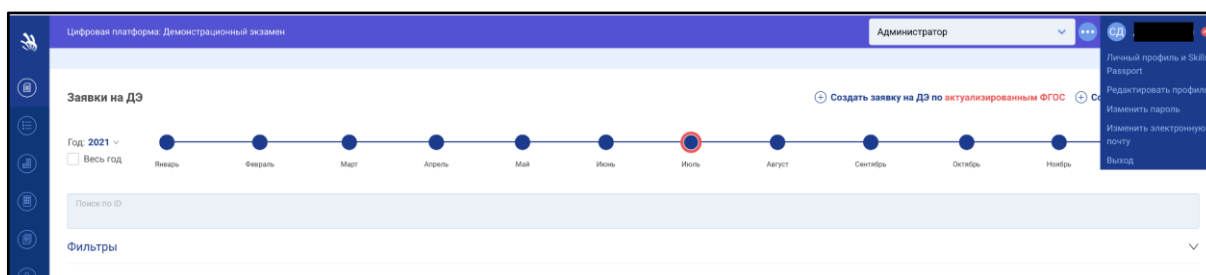 Цифровая платформа: Демонстрационный экзамен
Администратор
СД
Личный профиль и Skills
Passport
Редактировать профиль
Изменить пароль
Изменить электронную
почту
Выход
Заявки на ДЭ
Создать заявку на ДЭ по актуализированным ФГОС
Год: 2021
Весь год
Январь Февраль Март Апрель Май Июнь Июль Август Сентябрь Октябрь Ноябрь
Поиск по ID
Фильтры